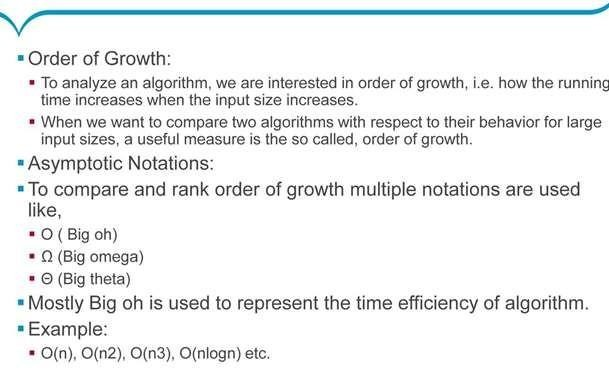 Order of Growth:
To analyze an algorithm, we are interested in order of growth, i.e. how the running
time increases when the input size increases.
When we want to compare two algorithms with respect to their behavior for large
input sizes, a useful measure is the so called, order of growth.
Asymptotic Notations:
To compare and rank order of growth multiple notations are used
like,
O ( Big oh)
Ω (Big omega)
Θ (Big theta)
Mostly Big oh is used to represent the time efficiency of algorithm.
Example:
O(n), O(n2), O(n3), O(nlogn) etc.